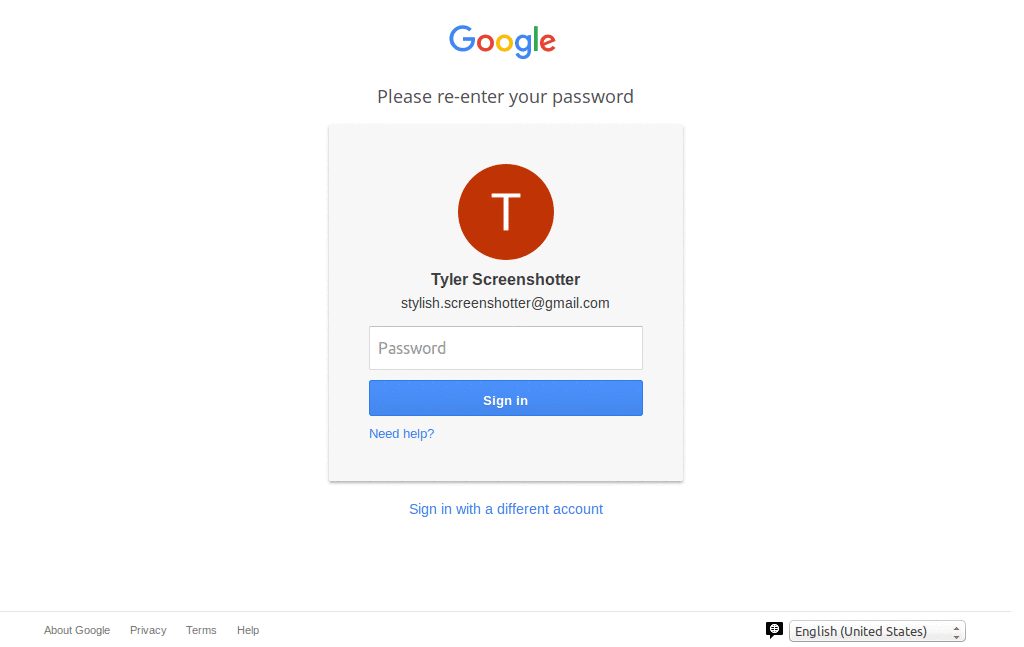 Google
Please re-enter your password
T
Tyler Screenshotter
stylish.screenshotter@gmail.com
Password
Sign in
Need help?
Sign in with a different account
About Google Privacy Terms Help English (United States)